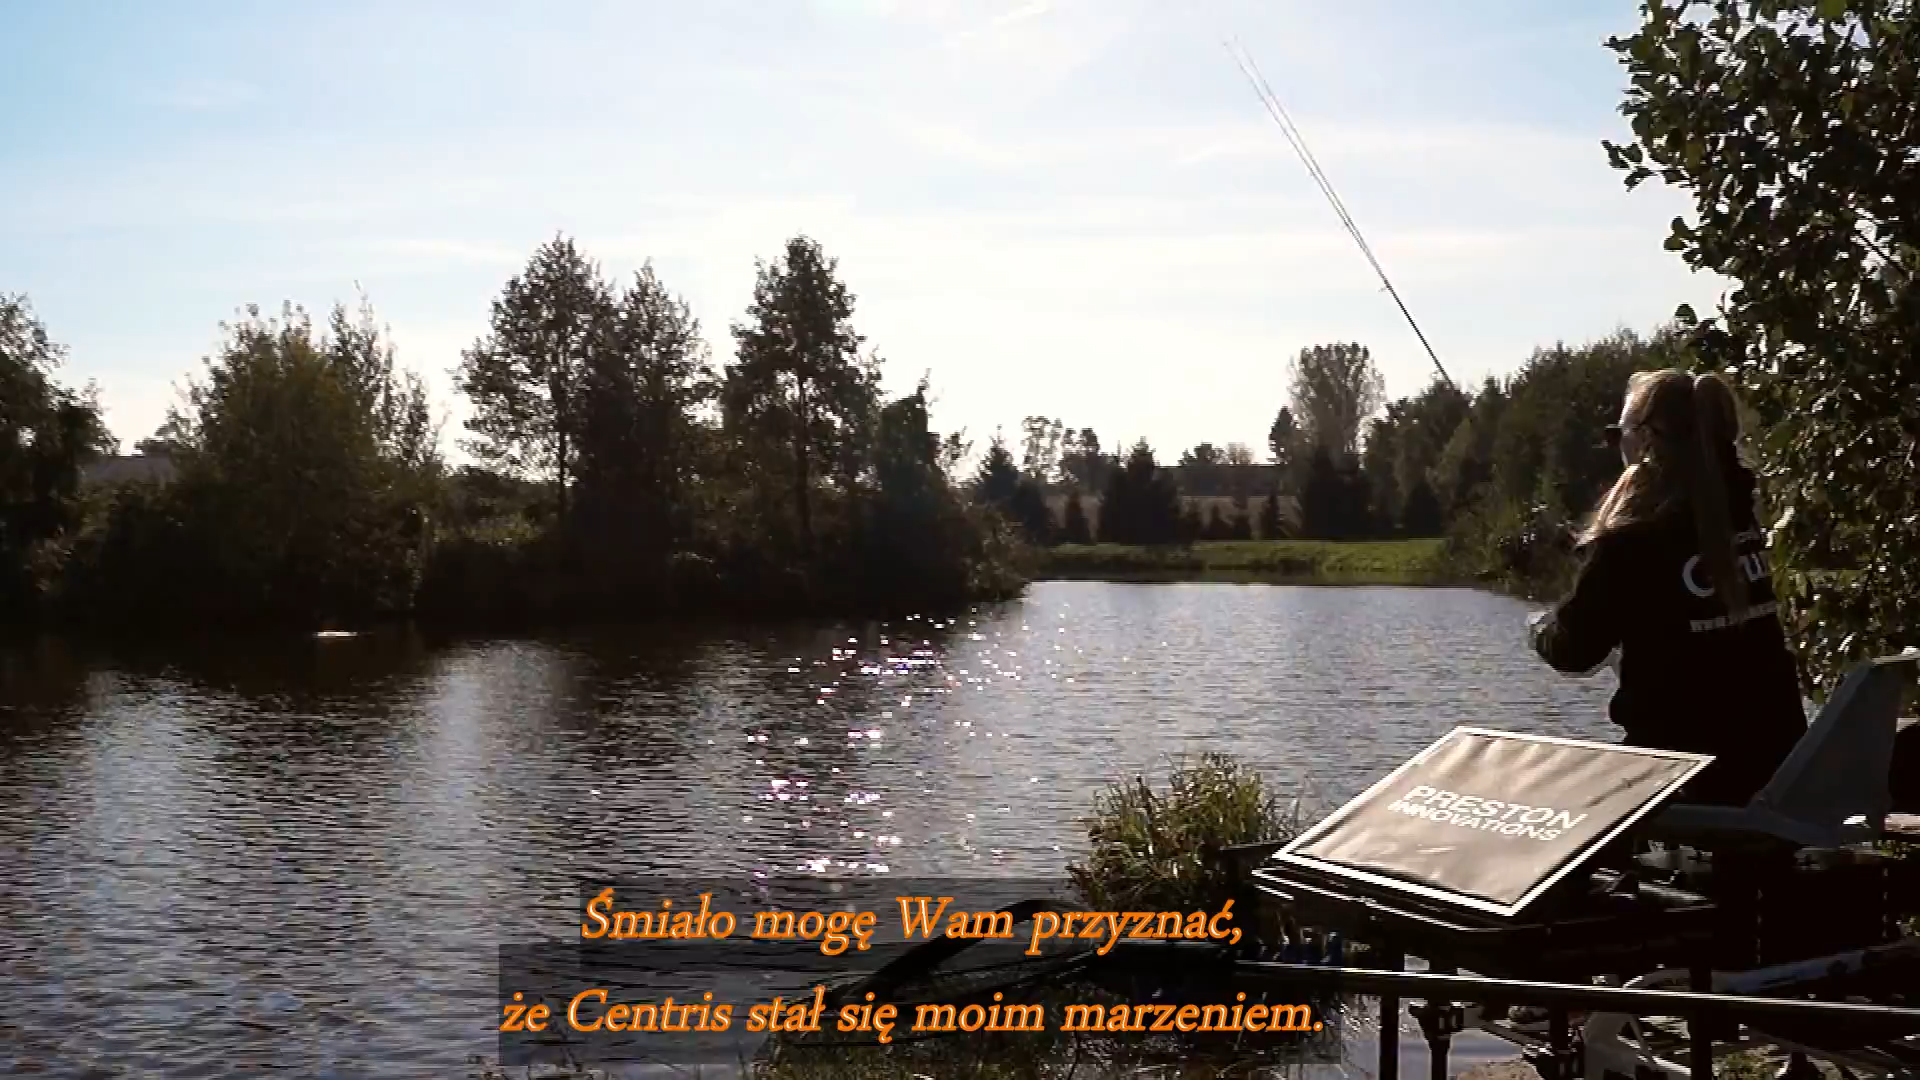 PRESTON
INNOVATIONS
Śmiało mogę Wam przyznać,
że Centris stał się moim marzeniem.